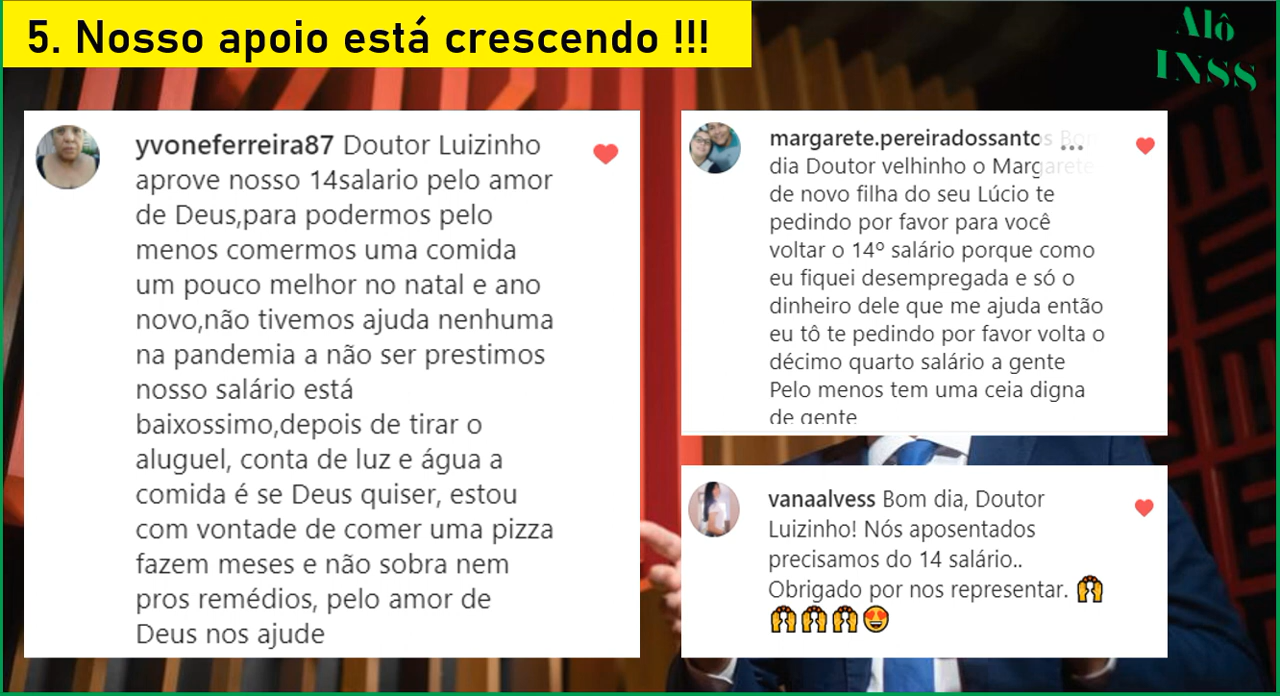 5. Nosso apoio está crescendo !!!
Alô
INSS
yvoneferreira87 Doutor Luizinho
aprove nosso 14salario pelo amor
de Deus,para podermos pelo
menos comermos uma comida
um pouco melhor no natal e ano
novo,não tivemos ajuda nenhuma
na pandemia a não ser prestimos
nosso salário está
baixossimo,depois de tirar o
aluguel, conta de luz e água a
comida é se Deus quiser, estou
com vontade de comer uma pizza
fazem meses e não sobra nem
pros remédios, pelo amor de
Deus nos ajude
margarete.pereiradossantos Bom
dia Doutor velhinho o Margarete
de novo filha do seu Lúcio te
pedindo por favor para você
voltar o 14º salário porque como
eu fiquei desempregada e só o
dinheiro dele que me ajuda então
eu tô te pedindo por favor volta o
décimo quarto salário a gente
Pelo menos tem uma ceia digna
de gente
vanaalvess Bom dia, Doutor
Luizinho! Nós aposentados
precisamos do 14 salário..
Obrigado por nos representar. 🙌
🙌🙌🙌😍